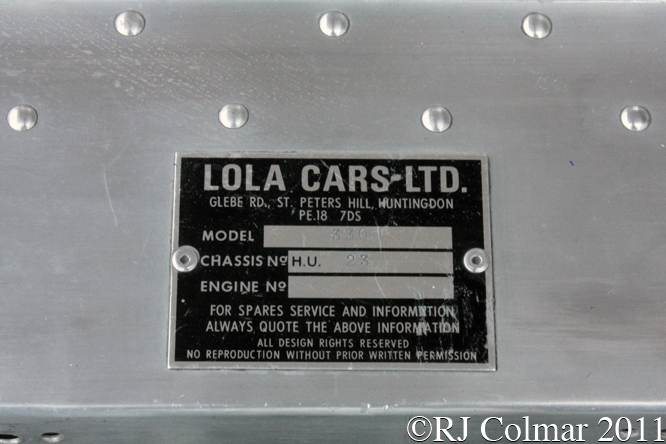 LOLA CARS LTD.
GLEBE RD., ST. PETERS HILL, HUNTINGDON
PE.18 7DS
MODEL 330
CHASSIS Nº H.U. 23
ENGINE Nº
FOR SPARES SERVICE AND INFORMATION
ALWAYS QUOTE THE ABOVE INFORMATION
ALL DESIGN RIGHTS RESERVED
NO REPRODUCTION WITHOUT PRIOR WRITTEN PERMISSION
©RJ Colmar 2011